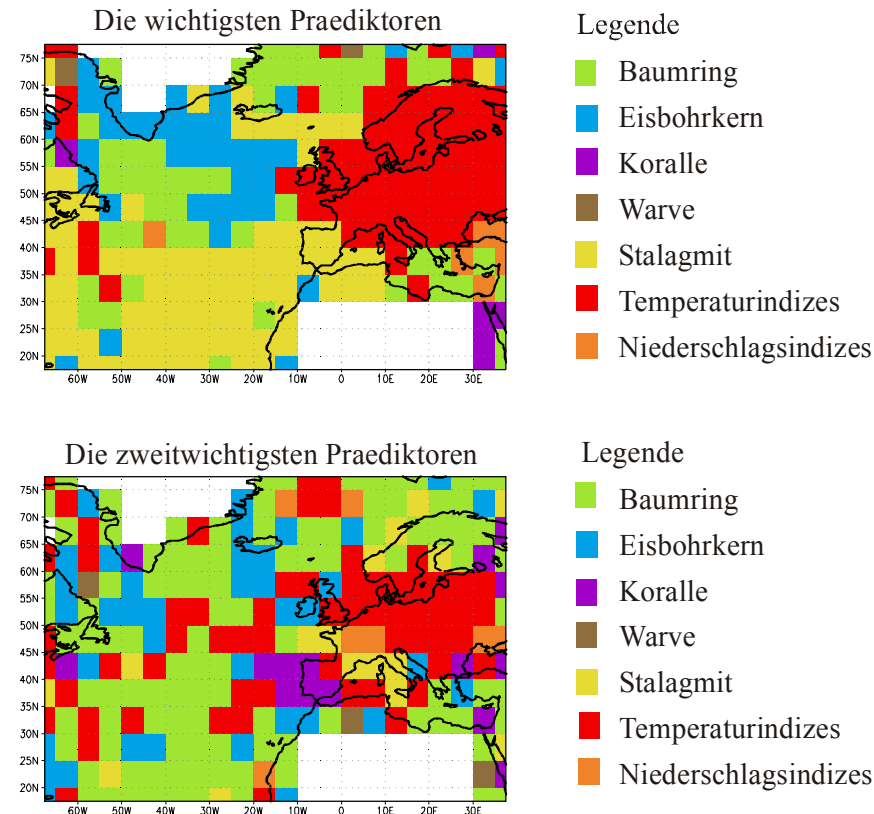 Die wichtigsten Praediktoren
75N
70N
65N
60N
55N
50N
45N
40N
35N
30N
25N
20N
60W 50W 40W 30W 20W 10W 0 10E 20E 30E
Legende
Baumring
Eisbohrkern
Koralle
Warve
Stalagmit
Temperaturindizes
Niederschlagsindizes
Die zweitwichtigsten Praediktoren
75N
70N
65N
60N
55N
50N
45N
40N
35N
30N
25N
20N
60W 50W 40W 30W 20W 10W 0 10E 20E 30E
Legende
Baumring
Eisbohrkern
Koralle
Warve
Stalagmit
Temperaturindizes
Niederschlagsindizes